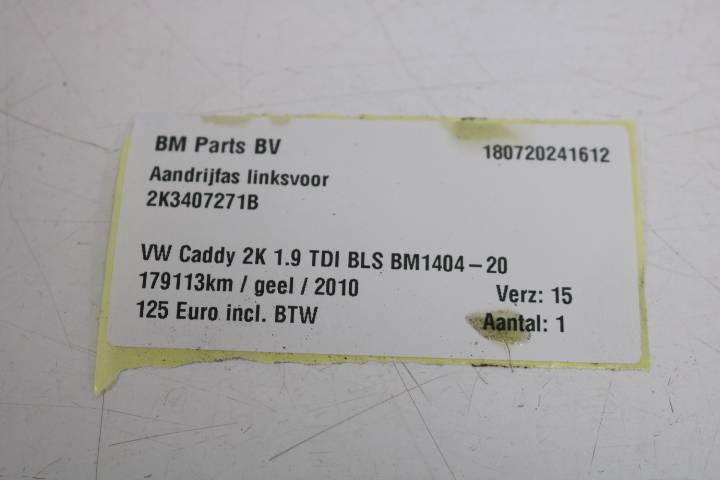 BM Parts BV 180720241612
Aandrijfas linksvoor
2K3407271B
VW Caddy 2K 1.9 TDI BLS BM1404-20
179113km / geel / 2010 Verz: 15
125 Euro incl. BTW Aantal: 1